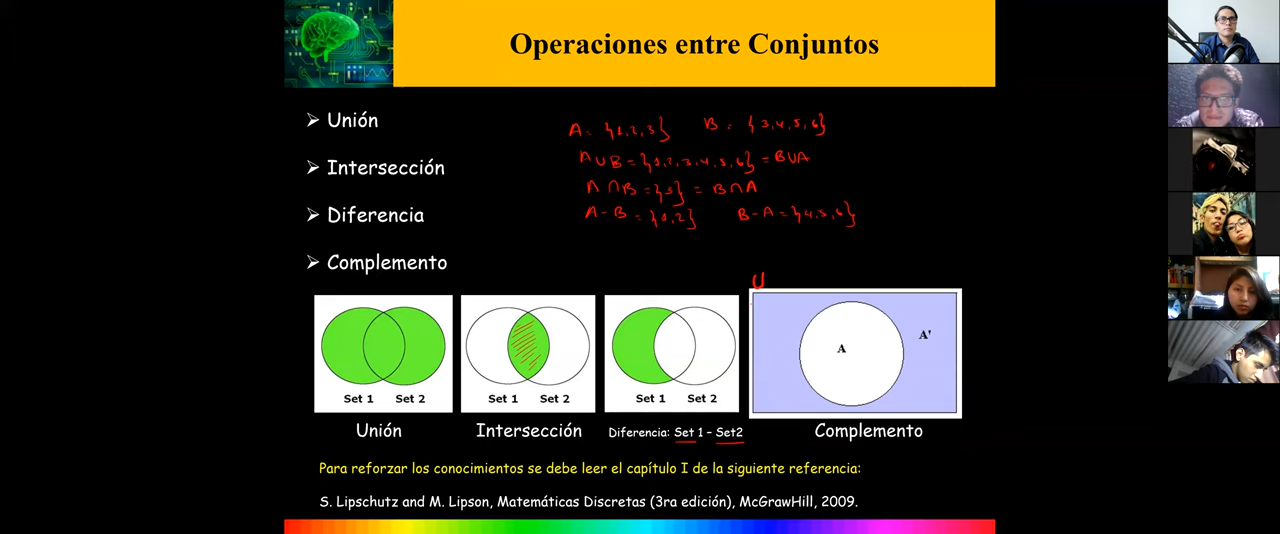 Operaciones entre Conjuntos
➢ Unión
➢ Intersección
➢ Diferencia
➢ Complemento
A = {1,2,3} B = {3,4,5,6}
A∪B = {1,2,3,4,5,6} = B∪A
A∩B = {3} = B∩A
A-B = {1,2} B-A = {4,5,6}
U
Set 1 Set 2
Set 1 Set 2
Set 1 Set 2
A A'
Unión
Intersección
Diferencia: Set 1 – Set2
Complemento
Para reforzar los conocimientos se debe leer el capítulo I de la siguiente referencia:
S. Lipschutz and M. Lipson, Matemáticas Discretas (3ra edición), McGrawHill, 2009.